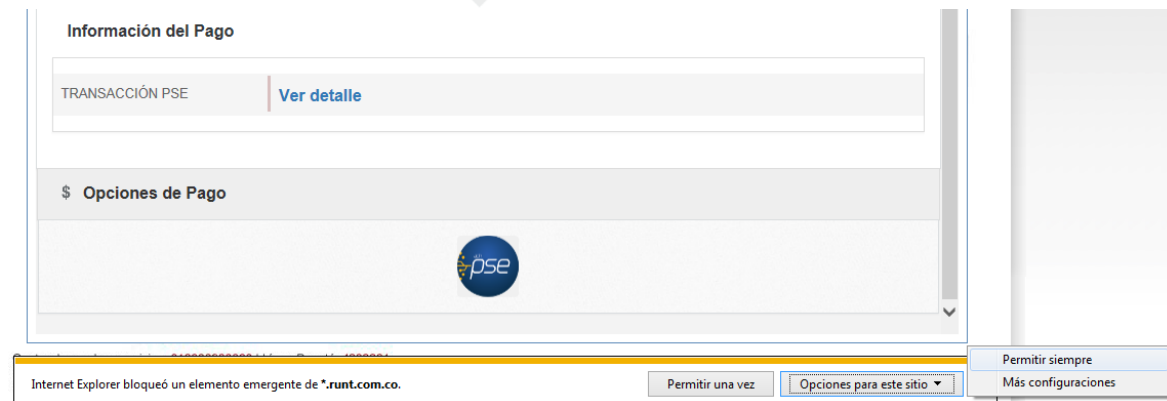 Información del Pago
TRANSACCIÓN PSE Ver detalle
$ Opciones de Pago
pse
Internet Explorer bloqueó un elemento emergente de *.runt.com.co. Permitir una vez Opciones para este sitio
Permitir siempre
Más configuraciones